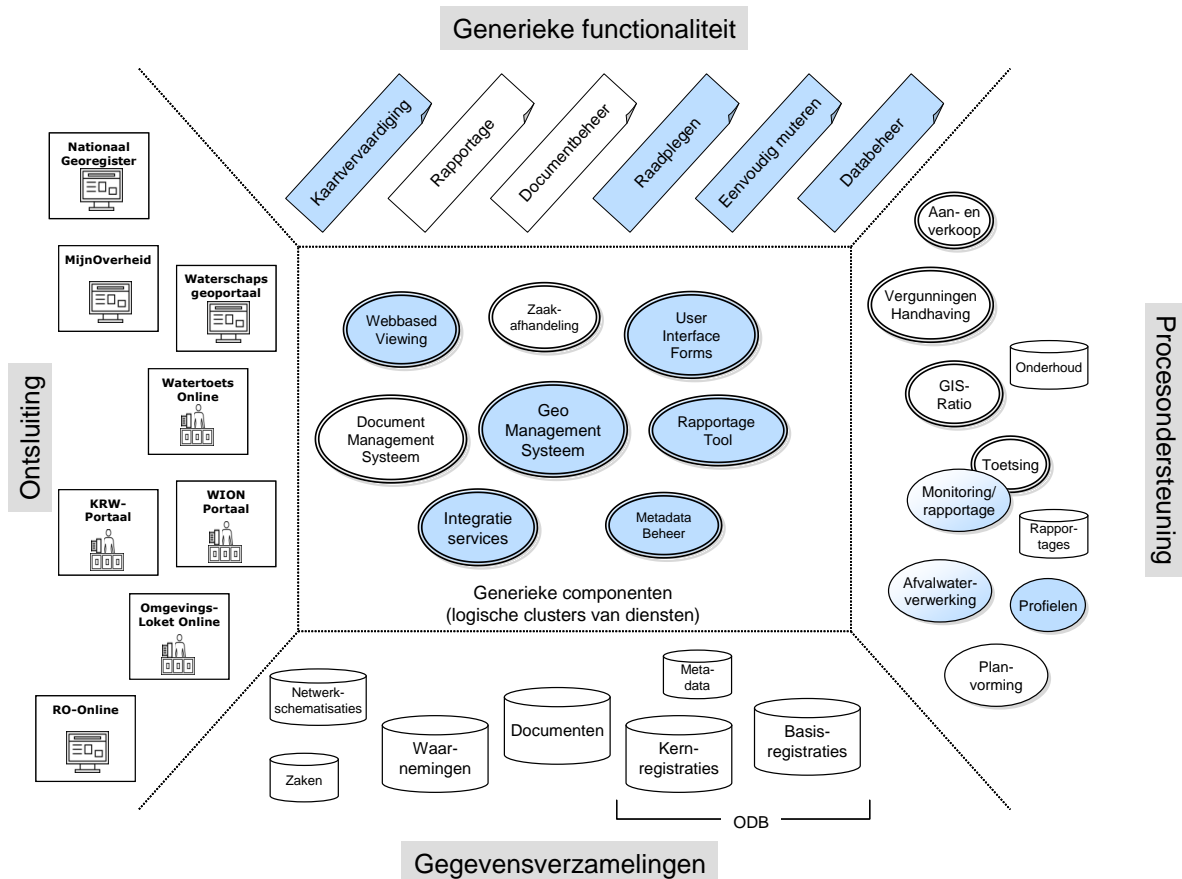 Generieke functionaliteit
Kaartvervaardiging
Rapportage
Documentbeheer
Raadplegen
Eenvoudig muteren
Databeheer
Ontsluiting
Nationaal
Georegister
MijnOverheid
Waterschaps
geoportaal
Watertoets
Online
KRW-
Portaal
WION
Portaal
Omgevings-
Loket Online
RO-Online
Webbased
Viewing
Zaak-
afhandeling
User
Interface
Forms
Document
Management
Systeem
Geo
Management
Systeem
Rapportage
Tool
Integratie
services
Metadata
Beheer
Generieke componenten
(logische clusters van diensten)
Procesondersteuning
Aan- en
verkoop
Vergunningen
Handhaving
Onderhoud
GIS-
Ratio
Toetsing
Monitoring/
rapportage
Rappor-
tages
Afvalwater-
verwerking
Profielen
Plan-
vorming
Netwerk-
schematisaties
Zaken
Waar-
nemingen
Documenten
Meta-
data
Kern-
registraties
Basis-
registraties
ODB
Gegevensverzamelingen